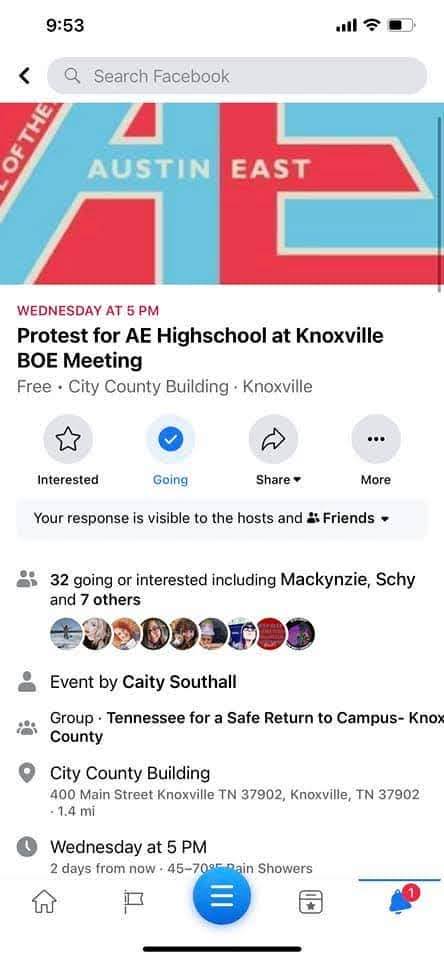 9:53
Search Facebook
OF THE
AUSTIN EAST
WEDNESDAY AT 5 PM
Protest for AE Highschool at Knoxville
BOE Meeting
Free • City County Building · Knoxville
Interested
Going
Share
More
Your response is visible to the hosts and Friends
32 going or interested including Mackynzie, Schy
and 7 others
Event by Caity Southall
Group · Tennessee for a Safe Return to Campus- Knox
County
City County Building
400 Main Street Knoxville TN 37902, Knoxville, TN 37902
· 1.4 mi
Wednesday at 5 PM
2 days from now · 45–70°F Rain Showers
1